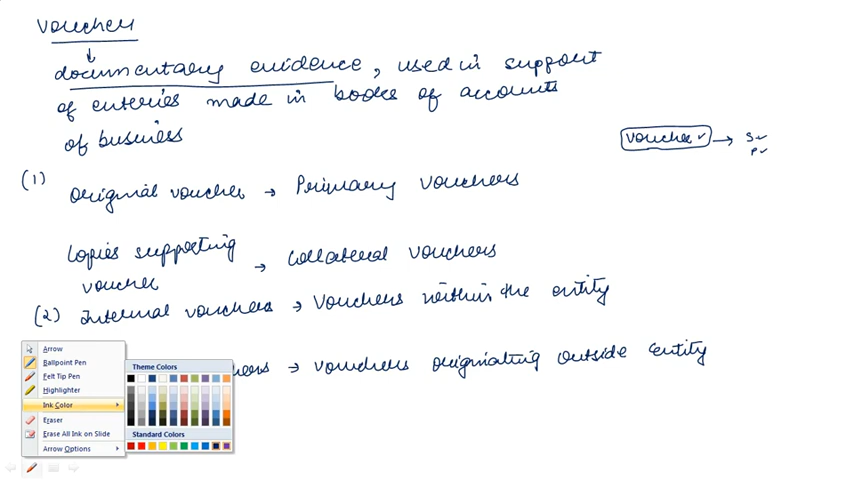 voucher
documentary evidence, used in support
of enteries made in books of accounts
of business
voucher → S
P
(1)
original voucher → Primary vouchers
Copies supporting
voucher → Collateral vouchers
(2) Internal vouchers → vouchers within the entity
→ vouchers originating outside entity
Arrow
Ballpoint Pen
Felt Tip Pen
Highlighter
Ink Color
Eraser
Erase All Ink on Slide
Arrow Options
Theme Colors
Standard Colors